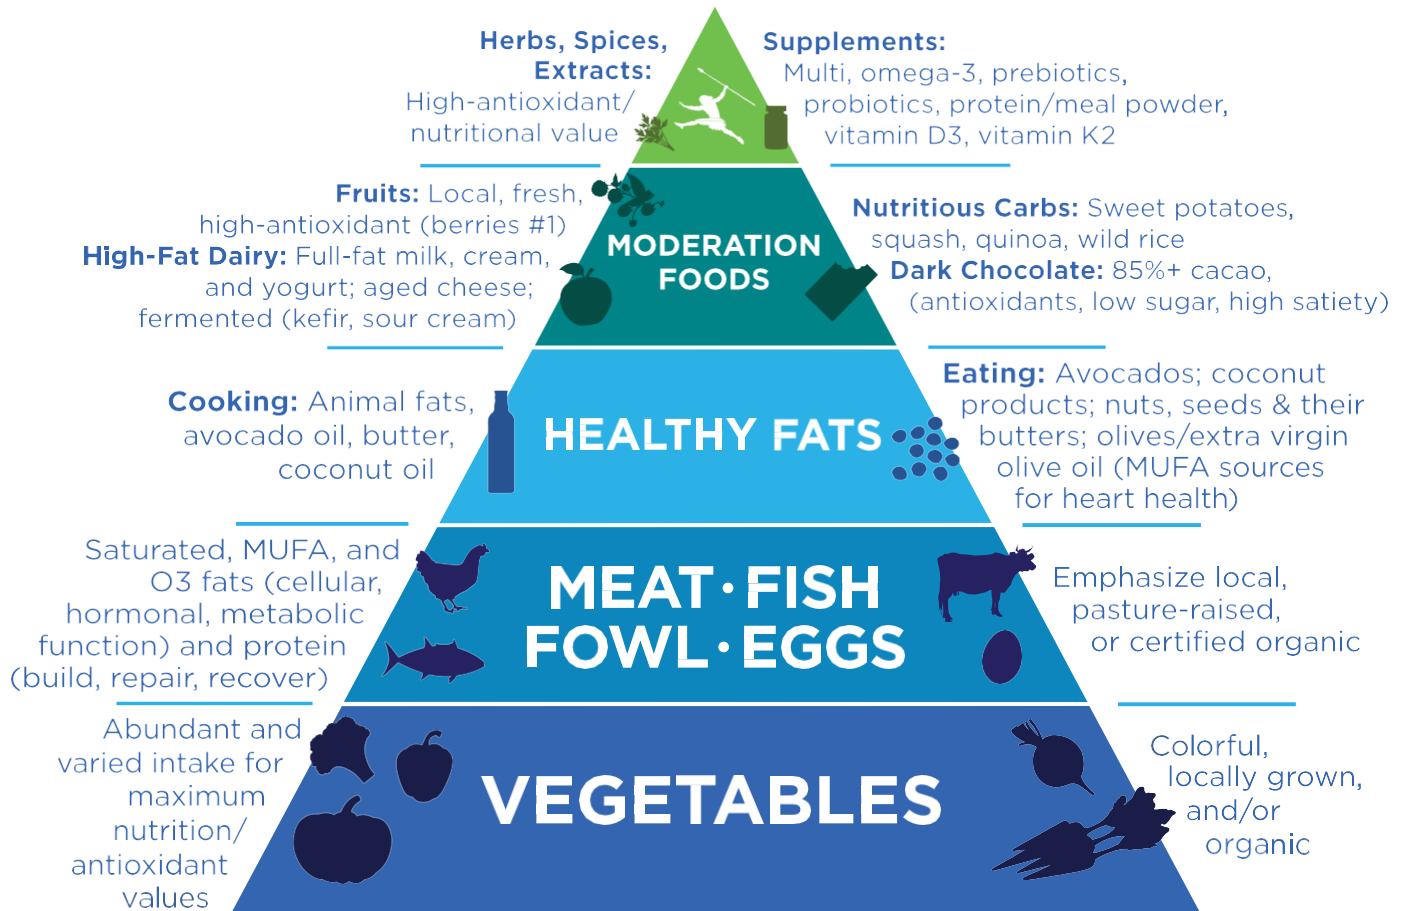 Herbs, Spices,
Extracts:
High-antioxidant/
nutritional value
Supplements:
Multi, omega-3, prebiotics,
probiotics, protein/meal powder,
vitamin D3, vitamin K2
Fruits: Local, fresh,
high-antioxidant (berries #1)
High-Fat Dairy: Full-fat milk, cream,
and yogurt; aged cheese;
fermented (kefir, sour cream)
MODERATION
FOODS
Nutritious Carbs: Sweet potatoes,
squash, quinoa, wild rice
Dark Chocolate: 85%+ cacao,
(antioxidants, low sugar, high satiety)
Cooking: Animal fats,
avocado oil, butter,
coconut oil
HEALTHY FATS
Eating: Avocados; coconut
products; nuts, seeds & their
butters; olives/extra virgin
olive oil (MUFA sources
for heart health)
Saturated, MUFA, and
O3 fats (cellular,
hormonal, metabolic
function) and protein
(build, repair, recover)
MEAT · FISH
FOWL · EGGS
Emphasize local,
pasture-raised,
or certified organic
Abundant and
varied intake for
maximum
nutrition/
antioxidant
values
VEGETABLES
Colorful,
locally grown,
and/or
organic